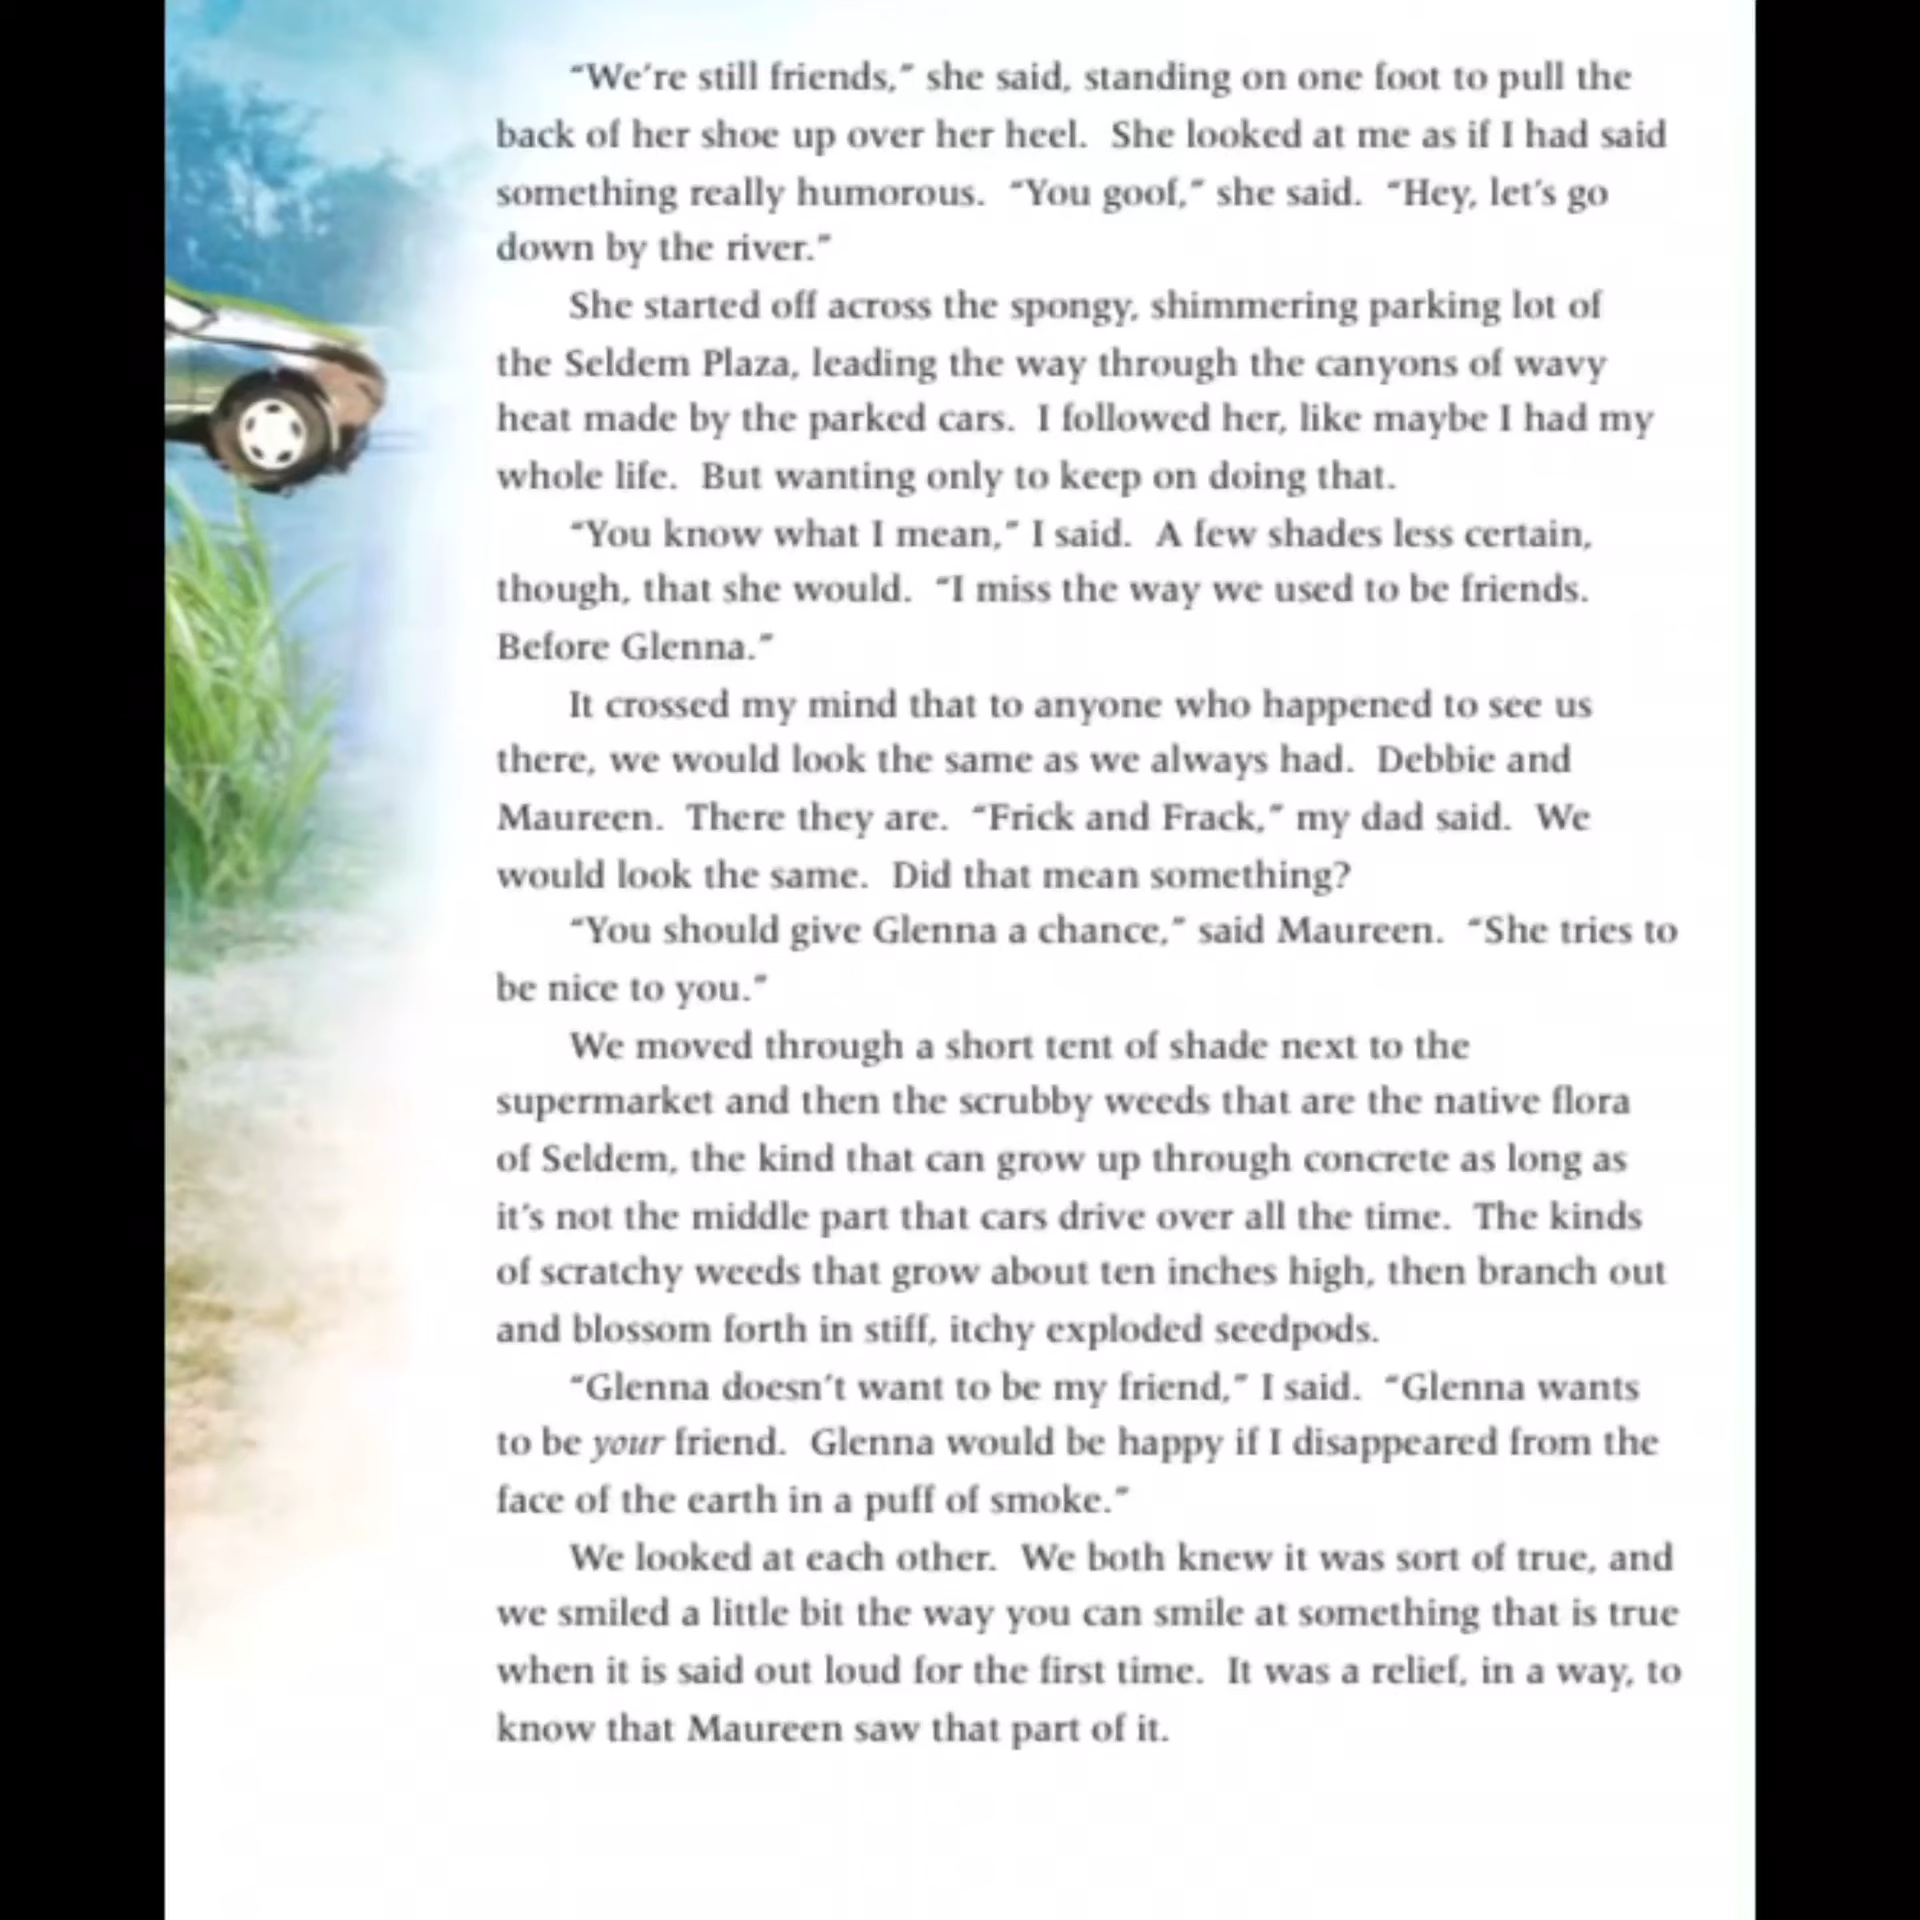 “We’re still friends,” she said, standing on one foot to pull the
back of her shoe up over her heel. She looked at me as if I had said
something really humorous. “You goof,” she said. “Hey, let’s go
down by the river.”
She started off across the spongy, shimmering parking lot of
the Seldem Plaza, leading the way through the canyons of wavy
heat made by the parked cars. I followed her, like maybe I had my
whole life. But wanting only to keep on doing that.
“You know what I mean,” I said. A few shades less certain,
though, that she would. “I miss the way we used to be friends.
Before Glenna.”
It crossed my mind that to anyone who happened to see us
there, we would look the same as we always had. Debbie and
Maureen. There they are. “Frick and Frack,” my dad said. We
would look the same. Did that mean something?
“You should give Glenna a chance,” said Maureen. “She tries to
be nice to you.”
We moved through a short tent of shade next to the
supermarket and then the scrubby weeds that are the native flora
of Seldem, the kind that can grow up through concrete as long as
it’s not the middle part that cars drive over all the time. The kinds
of scratchy weeds that grow about ten inches high, then branch out
and blossom forth in stiff, itchy exploded seedpods.
“Glenna doesn’t want to be my friend,” I said. “Glenna wants
to be your friend. Glenna would be happy if I disappeared from the
face of the earth in a puff of smoke.”
We looked at each other. We both knew it was sort of true, and
we smiled a little bit the way you can smile at something that is true
when it is said out loud for the first time. It was a relief, in a way, to
know that Maureen saw that part of it.